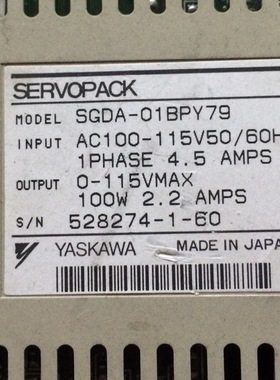 SERVOPACK
MODEL SGDA-01BPY79
INPUT AC100-115V50/60H
1PHASE 4.5 AMPS
OUTPUT 0-115VMAX
100W 2.2 AMPS
S/N 528274-1-60
YASKAWA MADE IN JAPA